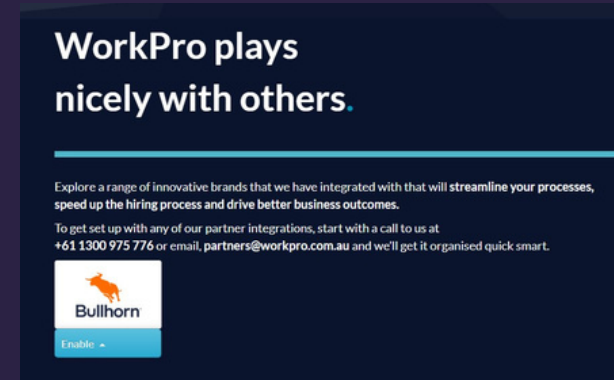 WorkPro plays
nicely with others.
Explore a range of innovative brands that we have integrated with that will streamline your processes,
speed up the hiring process and drive better business outcomes.
To get set up with any of our partner integrations, start with a call to us at
+61 1300 975 776 or email, partners@workpro.com.au and we'll get it organised quick smart.
Bullhorn
Enable